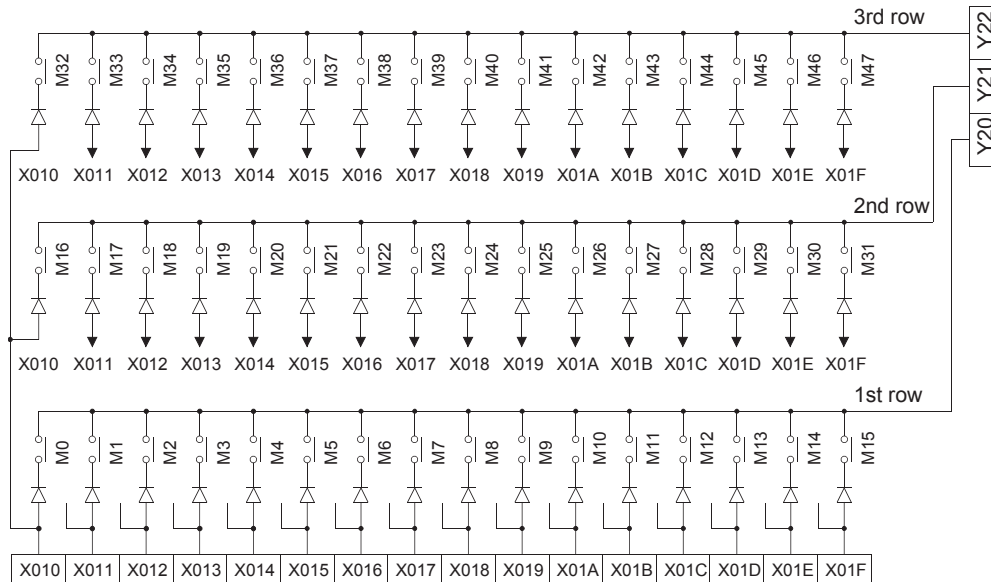 3rd row
Y22
Y21
Y20
M32 M33 M34 M35 M36 M37 M38 M39 M40 M41 M42 M43 M44 M45 M46 M47
X010 X011 X012 X013 X014 X015 X016 X017 X018 X019 X01A X01B X01C X01D X01E X01F
2nd row
M16 M17 M18 M19 M20 M21 M22 M23 M24 M25 M26 M27 M28 M29 M30 M31
X010 X011 X012 X013 X014 X015 X016 X017 X018 X019 X01A X01B X01C X01D X01E X01F
1st row
M0 M1 M2 M3 M4 M5 M6 M7 M8 M9 M10 M11 M12 M13 M14 M15
X010 X011 X012 X013 X014 X015 X016 X017 X018 X019 X01A X01B X01C X01D X01E X01F